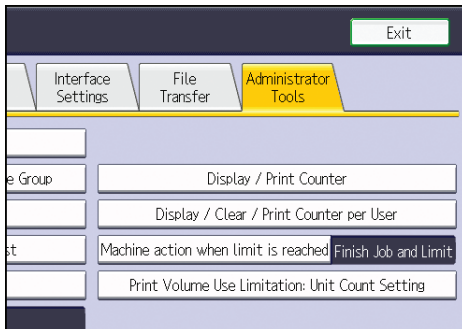 Exit
Interface Settings
File Transfer
Administrator Tools
e Group
Display / Print Counter
Display / Clear / Print Counter per User
st
Machine action when limit is reached Finish Job and Limit
Print Volume Use Limitation: Unit Count Setting